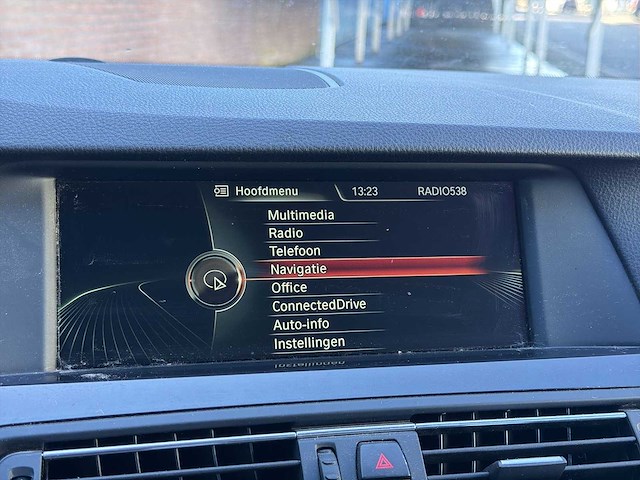 Hoofdmenu 13:23 RADIO538
Multimedia
Radio
Telefoon
Navigatie
Office
ConnectedDrive
Auto-info
Instellingen